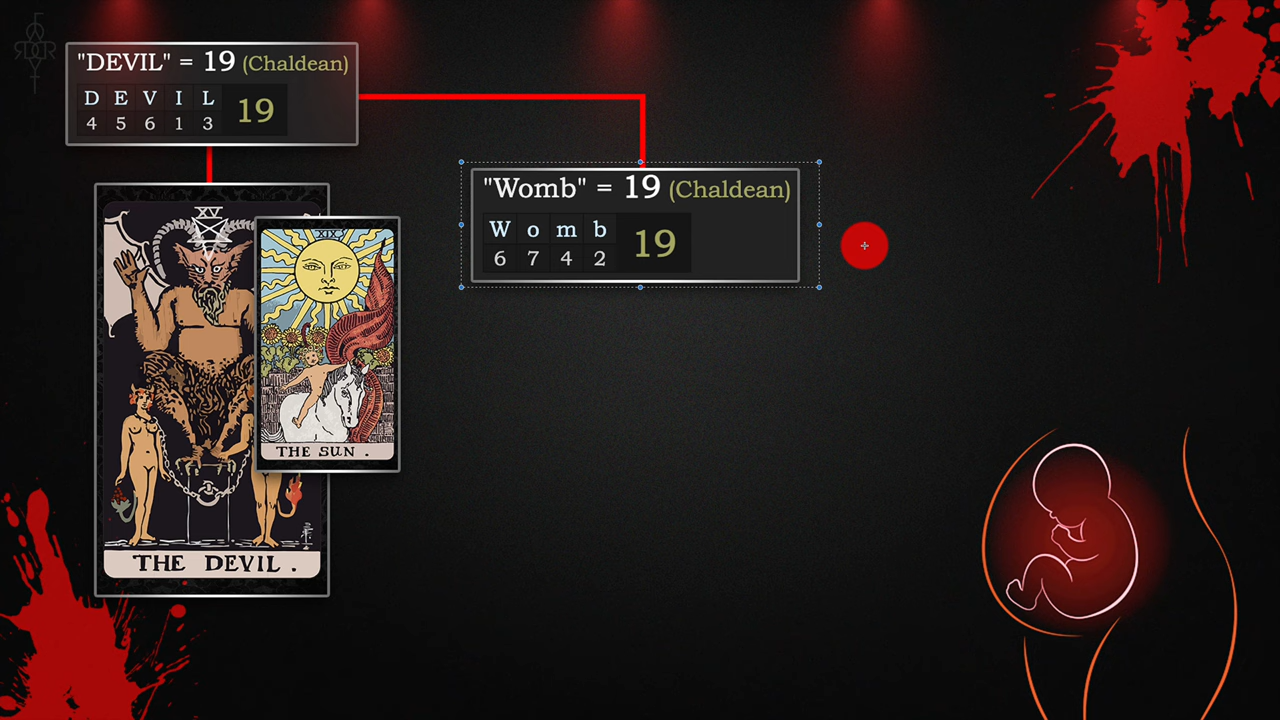 "DEVIL" = 19 (Chaldean)
D E V I L 19
4 5 6 1 3
"Womb" = 19 (Chaldean)
W o m b 19
6 7 4 2
XV
XIX
THE SUN .
THE DEVIL .